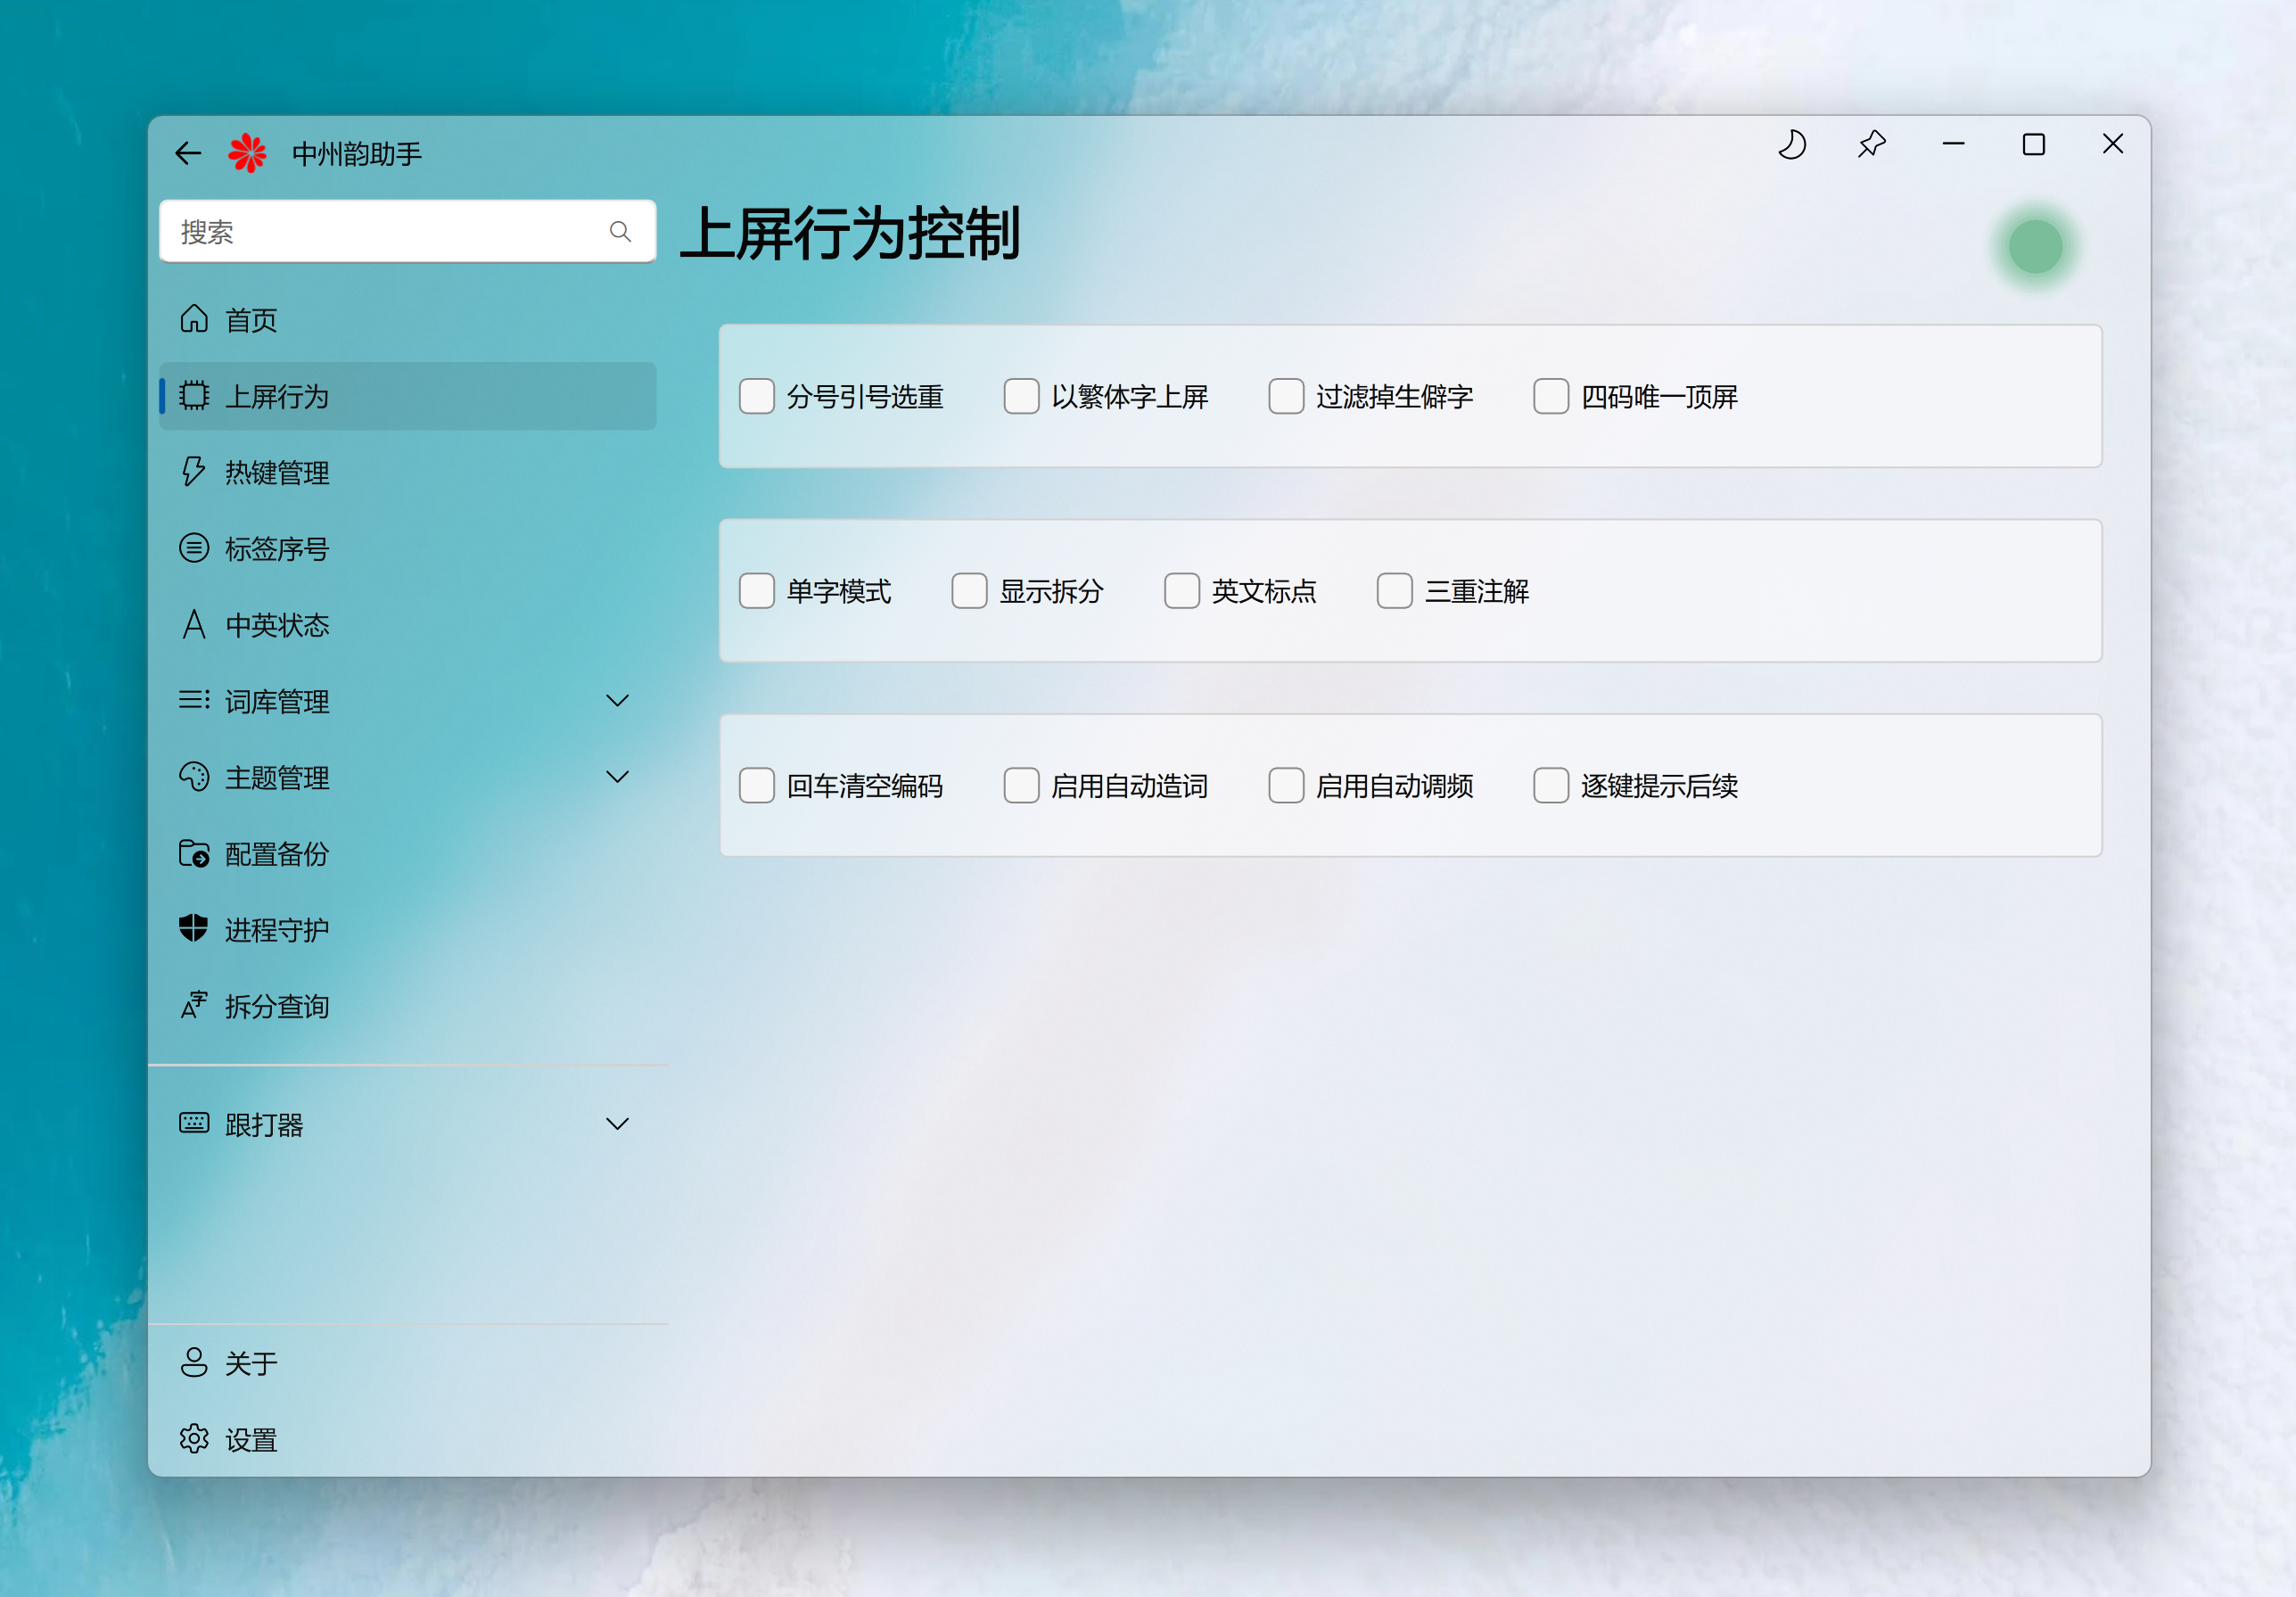 中州韵助手
搜索
首页
上屏行为
热键管理
标签序号
中英状态
词库管理
主题管理
配置备份
进程守护
拆分查询
跟打器
关于
设置
上屏行为控制
分号引号选重 以繁体字上屏 过滤掉生僻字 四码唯一顶屏
单字模式 显示拆分 英文标点 三重注解
回车清空编码 启用自动造词 启用自动调频 逐键提示后续